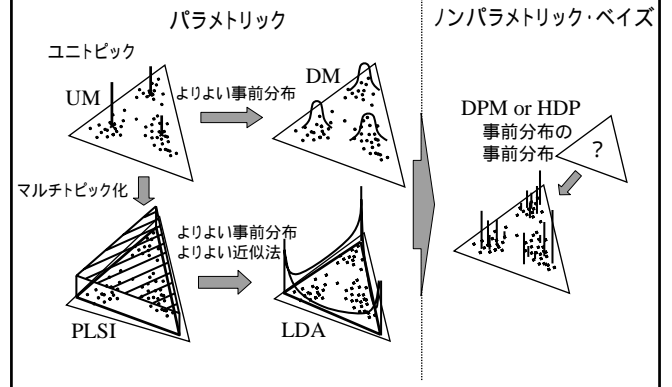 パラメトリック
ノンパラメトリック・ベイズ
ユニトピック
UM
よりよい事前分布
DM
DPM or HDP
事前分布の
事前分布
?
マルチトピック化
よりよい事前分布
よりよい近似法
PLSI
LDA